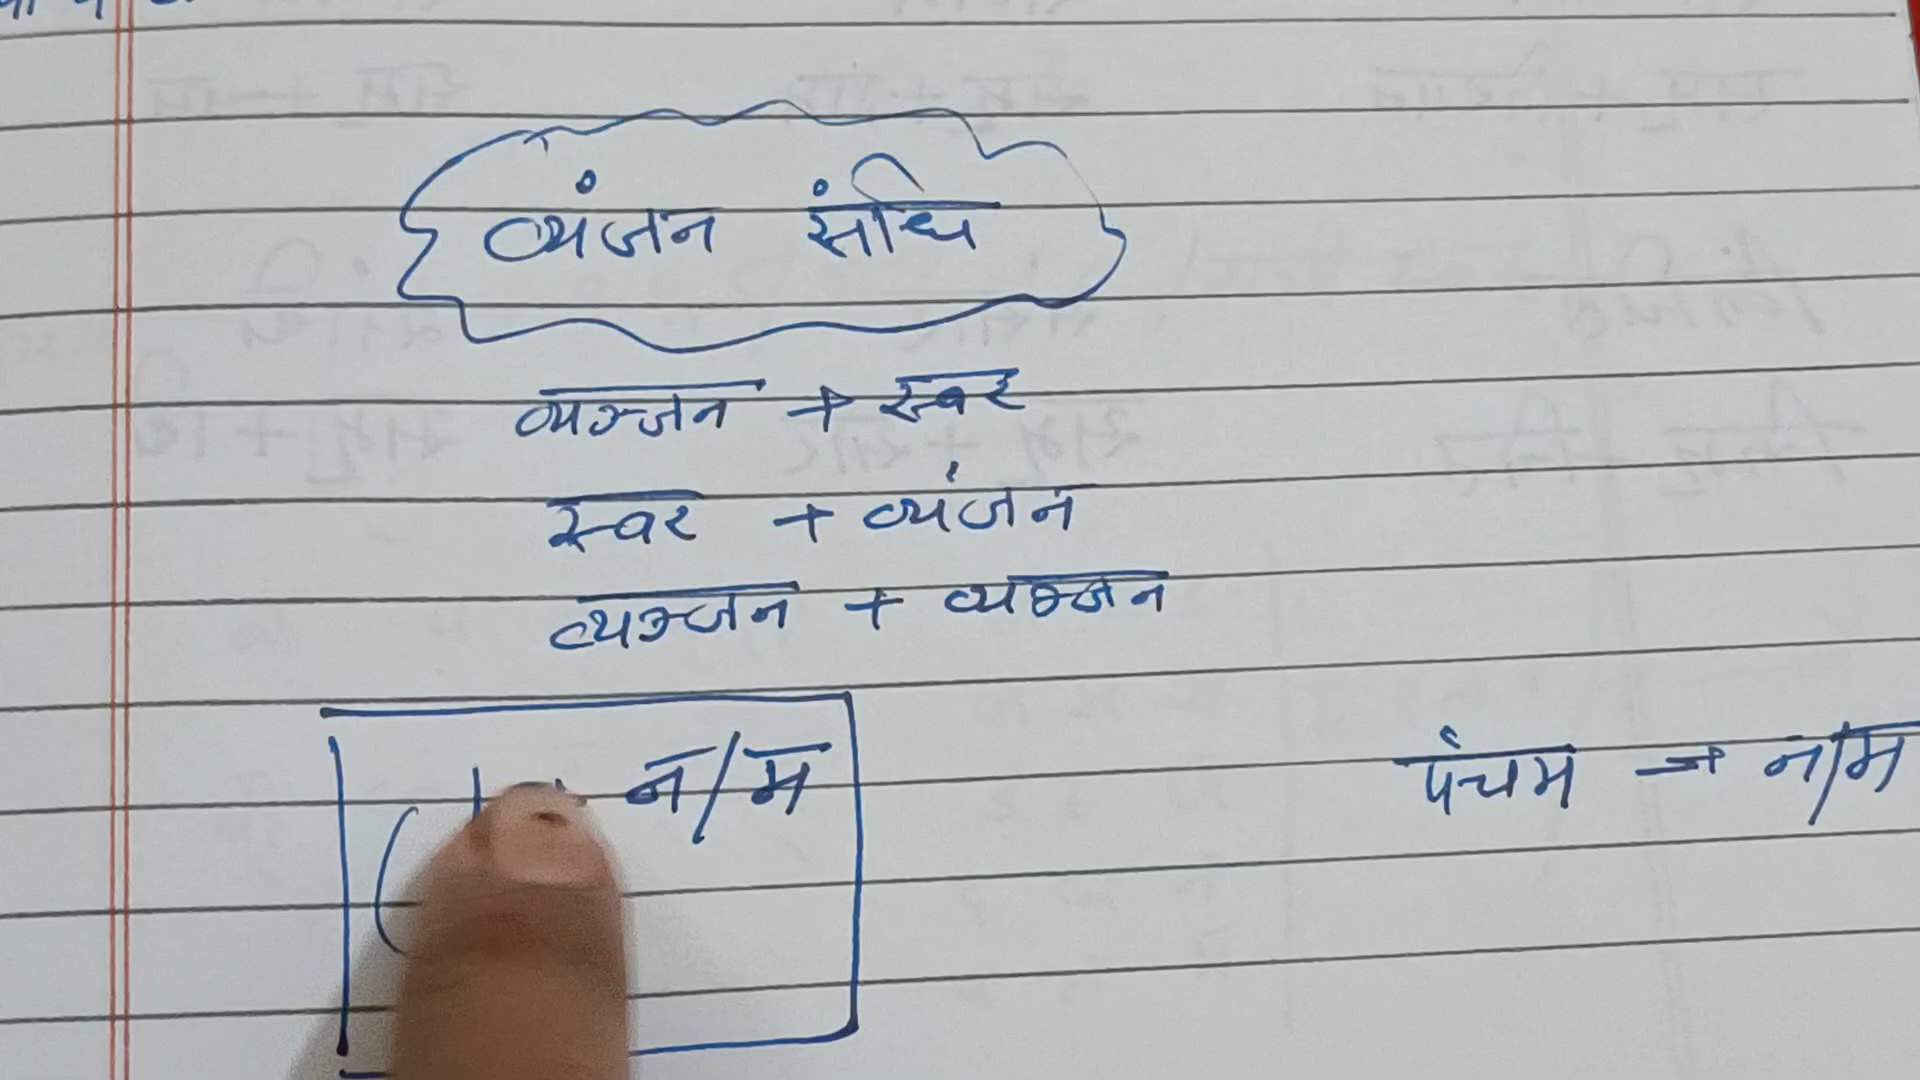 व्यंजन संधि
व्यञ्जन + स्वर
स्वर + व्यंजन
व्यञ्जन + व्यञ्जन
न/म
पंचम → न/म